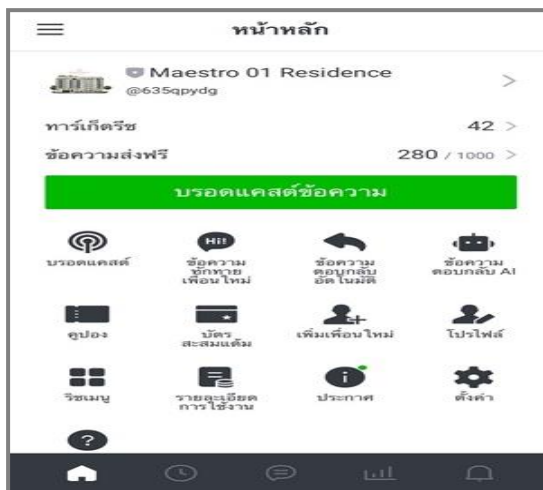 หน้าหลัก
Maestro 01 Residence
@635qpydg
ทาร์เก็ตรีช 42
ข้อความส่งฟรี 280 / 1000
บรอดแคสต์ข้อความ
Hi!
บรอดแคสต์
ข้อความ
ทักทาย
เพื่อนใหม่
ข้อความ
ตอบกลับ
อัตโนมัติ
ข้อความ
ตอบกลับ AI
คูปอง
บัตร
สะสมแต้ม
เพิ่มเพื่อนใหม่
โปรไฟล์
ริชเมนู
รายละเอียด
การใช้งาน
ประกาศ
ตั้งค่า